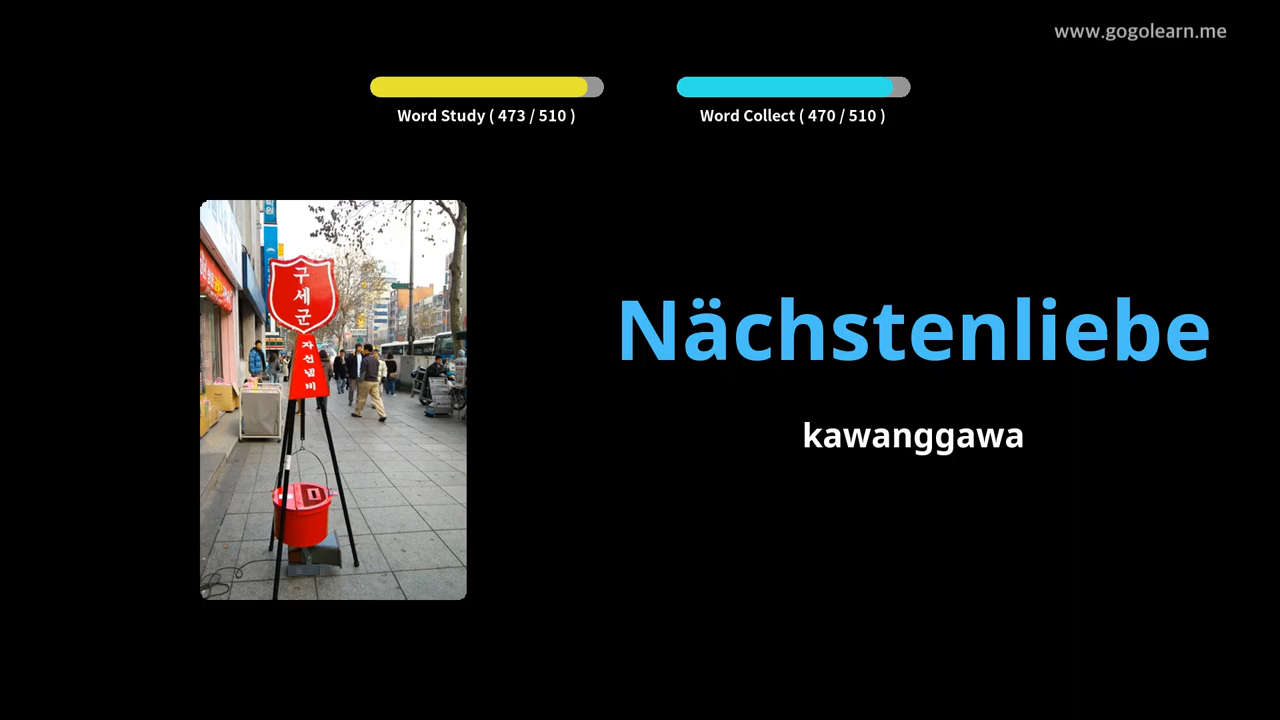 www.gogolearn.me
Word Study ( 473 / 510 )
Word Collect ( 470 / 510 )
구세군
자선냄비
Nächstenliebe
kawanggawa